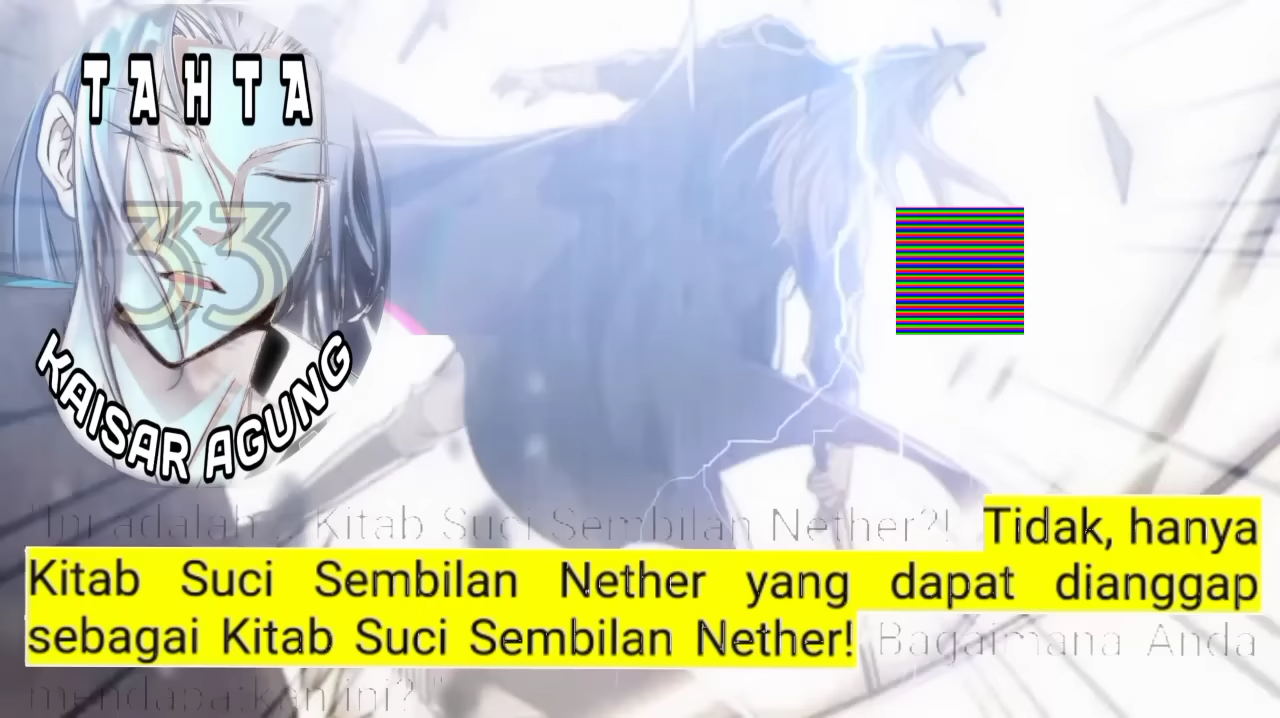 TAHTA
33
KAISAR AGUNG
"Ini adalah... Kitab Suci Sembilan Nether?! Tidak, hanya
Kitab Suci Sembilan Nether yang dapat dianggap
sebagai Kitab Suci Sembilan Nether! Bagaimana Anda
mendapatkan ini?"